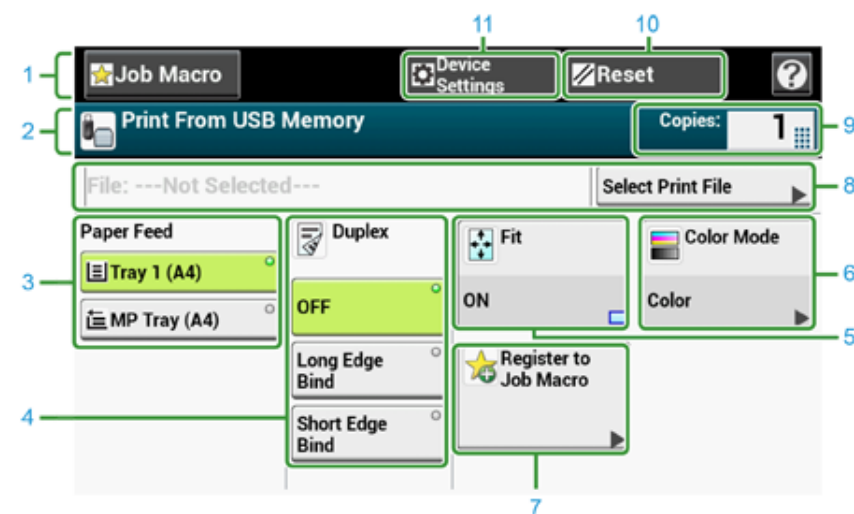 11
10
1
Job Macro
Device
Settings
Reset
?
2
Print From USB Memory
Copies:
1
9
File: ---Not Selected---
Select Print File
8
Paper Feed
Duplex
Fit
Color Mode
3
Tray 1 (A4)
OFF
ON
Color
6
MP Tray (A4)
5
Long Edge
Bind
Register to
Job Macro
4
Short Edge
Bind
7